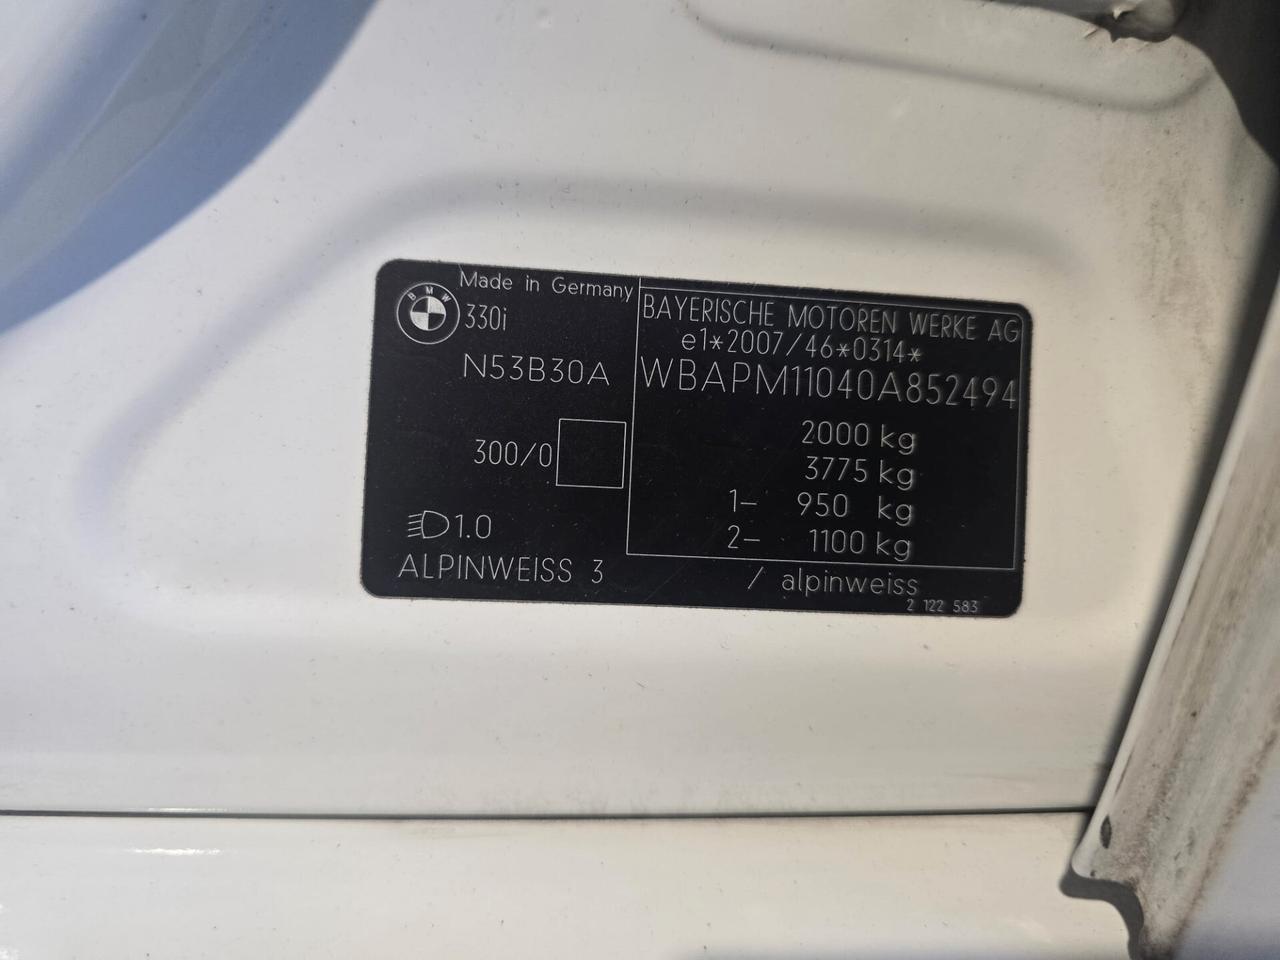 Made in Germany
BMW
330i
N53B30A
300/0
1.0
ALPINWEISS 3 / alpinweiss
BAYERISCHE MOTOREN WERKE AG
e1*2007/46*0314*
WBAPM11040A852494
2000 kg
3775 kg
1- 950 kg
2- 1100 kg
2 122 583